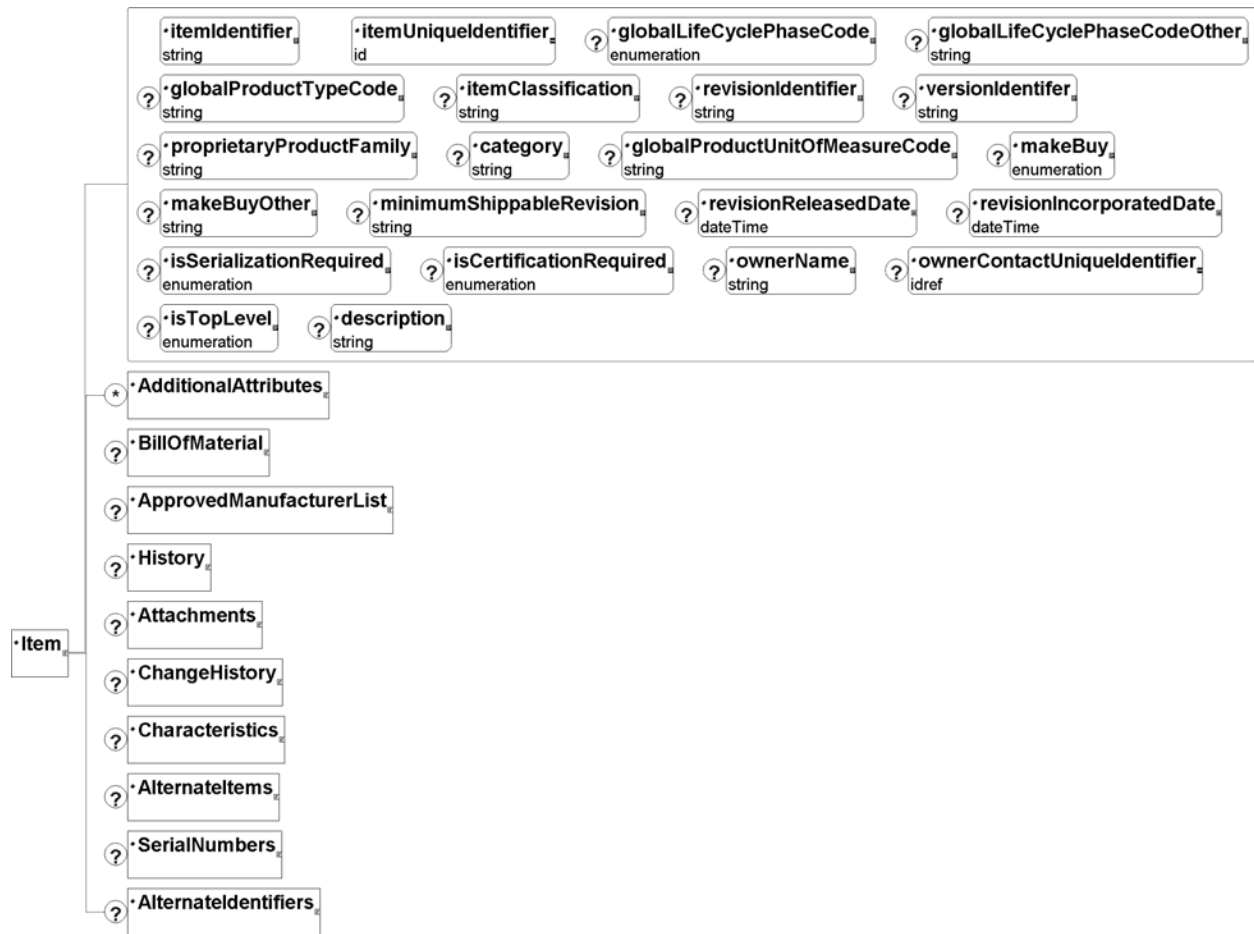 itemIdentifier itemUniqueIdentifier ? globalLifeCyclePhaseCode ? globalLifeCyclePhaseCodeOther
string id enumeration string
? globalProductTypeCode ? itemClassification ? revisionIdentifier ? versionIdentifer
string string string string
? proprietaryProductFamily ? category ? globalProductUnitOfMeasureCode ? makeBuy
string string string enumeration
? makeBuyOther ? minimumShippableRevision ? revisionReleasedDate ? revisionIncorporatedDate
string string dateTime dateTime
? isSerializationRequired ? isCertificationRequired ? ownerName ? ownerContactUniqueIdentifier
enumeration enumeration string idref
? isTopLevel ? description
enumeration string
* AdditionalAttributes
? BillOfMaterial
? ApprovedManufacturerList
? History
? Attachments
Item
? ChangeHistory
? Characteristics
? AlternateItems
? SerialNumbers
? AlternateIdentifiers